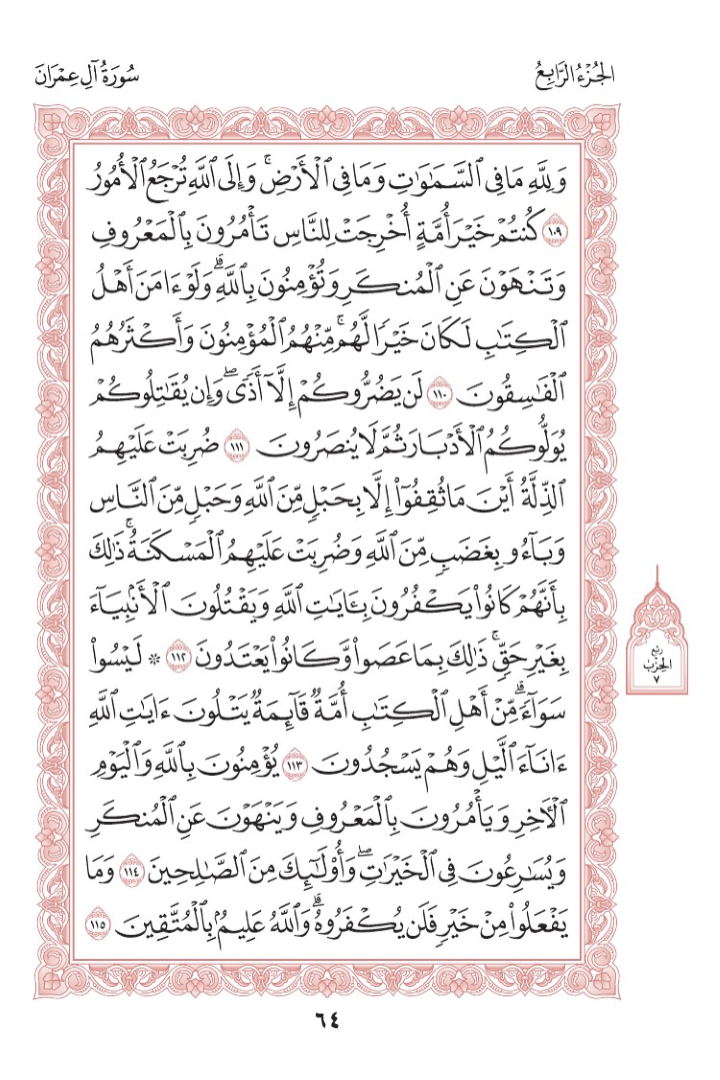 الجُزْءُ الرَّابِعُ
سُورَةُ آلِ عِمْرَانَ
وَلِلَّهِ مَا فِي ٱلسَّمَٰوَٰتِ وَمَا فِي ٱلْأَرْضِۚ وَإِلَى ٱللَّهِ تُرْجَعُ ٱلْأُمُورُ
١٠٩ كُنتُمْ خَيْرَ أُمَّةٍ أُخْرِجَتْ لِلنَّاسِ تَأْمُرُونَ بِٱلْمَعْرُوفِ
وَتَنْهَوْنَ عَنِ ٱلْمُنكَرِ وَتُؤْمِنُونَ بِٱللَّهِۗ وَلَوْ ءَامَنَ أَهْلُ
ٱلْكِتَٰبِ لَكَانَ خَيْرًا لَّهُمۚ مِّنْهُمُ ٱلْمُؤْمِنُونَ وَأَكْثَرُهُمُ
ٱلْفَٰسِقُونَ ١١٠ لَن يَضُرُّوكُمْ إِلَّآ أَذًىۖ وَإِن يُقَٰتِلُوكُمْ
يُوَلُّوكُمُ ٱلْأَدْبَارَ ثُمَّ لَا يُنصَرُونَ ١١١ ضُرِبَتْ عَلَيْهِمُ
ٱلذِّلَّةُ أَيْنَ مَا ثُقِفُوٓا۟ إِلَّا بِحَبْلٍ مِّنَ ٱللَّهِ وَحَبْلٍ مِّنَ ٱلنَّاسِ
وَبَآءُو بِغَضَبٍ مِّنَ ٱللَّهِ وَضُرِبَتْ عَلَيْهِمُ ٱلْمَسْكَنَةُۚ ذَٰلِكَ
بِأَنَّهُمْ كَانُوا۟ يَكْفُرُونَ بِـَٔايَٰتِ ٱللَّهِ وَيَقْتُلُونَ ٱلْأَنۢبِيَآءَ
بِغَيْرِ حَقٍّۚ ذَٰلِكَ بِمَا عَصَوا۟ وَّكَانُوا۟ يَعْتَدُونَ ١١٢ * لَيْسُوا۟
سَوَآءًۗ مِّنْ أَهْلِ ٱلْكِتَٰبِ أُمَّةٌ قَآئِمَةٌ يَتْلُونَ ءَايَٰتِ ٱللَّهِ
ءَانَآءَ ٱلَّيْلِ وَهُمْ يَسْجُدُونَ ١١٣ يُؤْمِنُونَ بِٱللَّهِ وَٱلْيَوْمِ
ٱلْءَاخِرِ وَيَأْمُرُونَ بِٱلْمَعْرُوفِ وَيَنْهَوْنَ عَنِ ٱلْمُنكَرِ
وَيُسَٰرِعُونَ فِي ٱلْخَيْرَٰتِۖ وَأُو۟لَٰٓئِكَ مِنَ ٱلصَّٰلِحِينَ ١١٤ وَمَا
يَفْعَلُوا۟ مِنْ خَيْرٍ فَلَن يُكْفَرُوهُۗ وَٱللَّهُ عَلِيمٌۢ بِٱلْمُتَّقِينَ ١١٥
رُبْع
الحِزْب
٧
٦٤